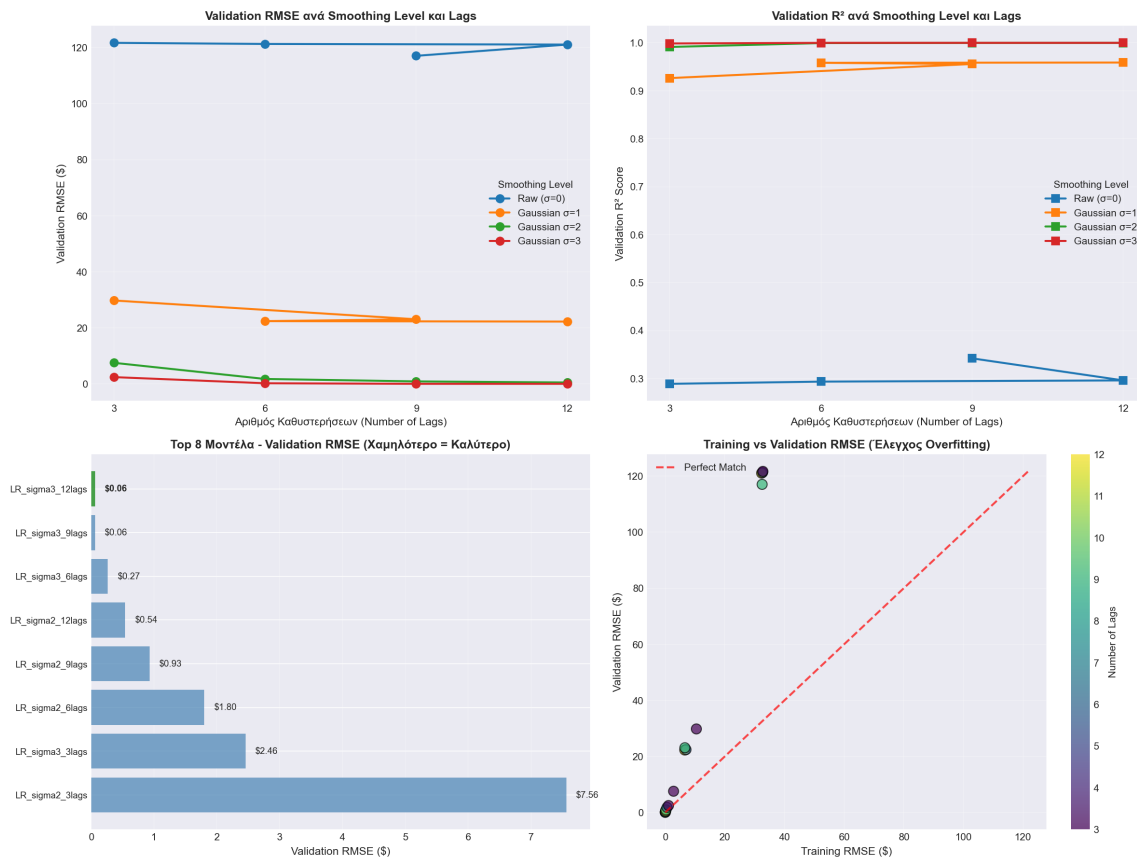 Validation RMSE ανά Smoothing Level και Lags
120
100
80
60
40
20
0
Validation RMSE ($)
Smoothing Level
Raw (σ=0)
Gaussian σ=1
Gaussian σ=2
Gaussian σ=3
3 6 9 12
Αριθμός Καθυστερήσεων (Number of Lags)
Validation R² ανά Smoothing Level και Lags
1.0
0.9
0.8
0.7
0.6
0.5
0.4
0.3
Validation R² Score
Smoothing Level
Raw (σ=0)
Gaussian σ=1
Gaussian σ=2
Gaussian σ=3
3 6 9 12
Αριθμός Καθυστερήσεων (Number of Lags)
Top 8 Μοντέλα - Validation RMSE (Χαμηλότερο = Καλύτερο)
LR_sigma3_12lags $0.06
LR_sigma3_9lags $0.06
LR_sigma3_6lags $0.27
LR_sigma2_12lags $0.54
LR_sigma2_9lags $0.93
LR_sigma2_6lags $1.80
LR_sigma3_3lags $2.46
LR_sigma2_3lags $7.56
0 1 2 3 4 5 6 7
Validation RMSE ($)
Training vs Validation RMSE (Έλεγχος Overfitting)
Perfect Match
120
100
80
60
40
20
0
Validation RMSE ($)
0 20 40 60 80 100 120
Training RMSE ($)
12
11
10
9
8
7
6
5
4
3
Number of Lags